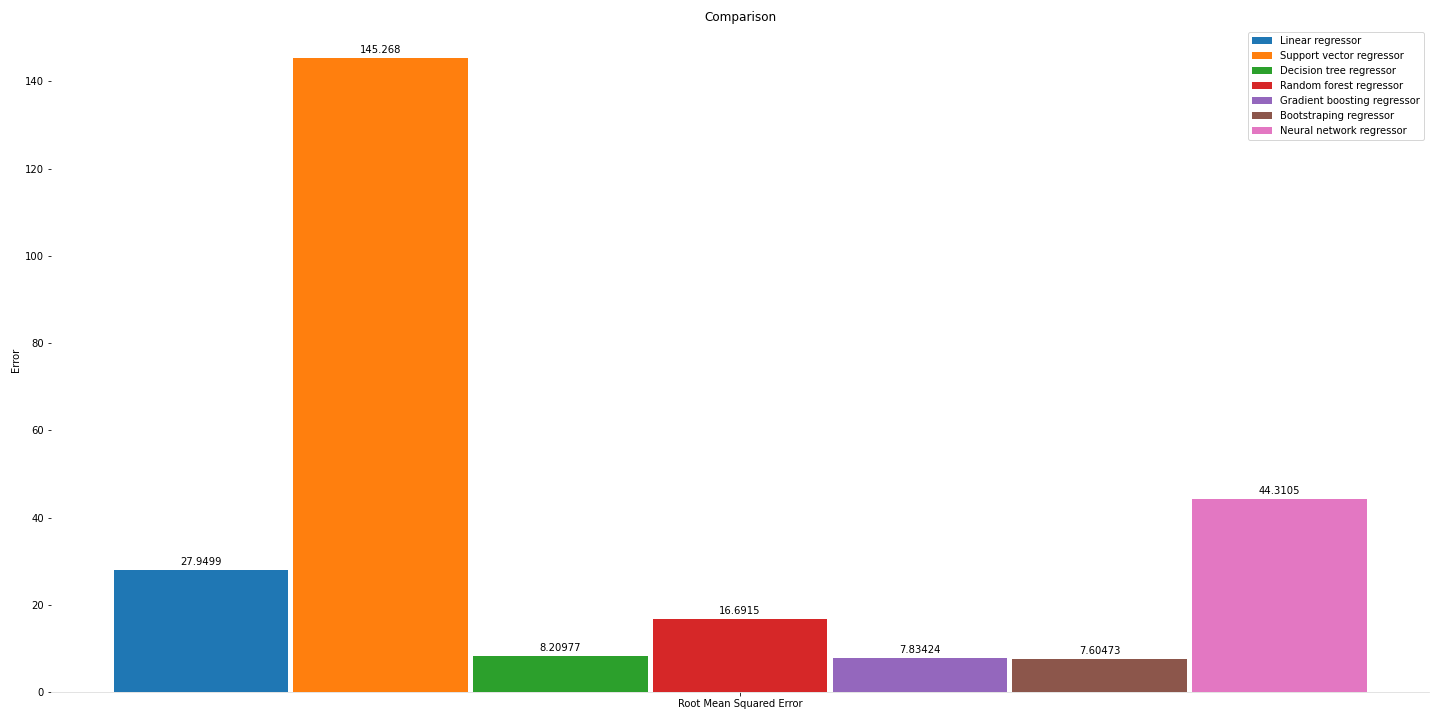 Comparison
145.268
Linear regressor
Support vector regressor
Decision tree regressor
Random forest regressor
Gradient boosting regressor
Bootstraping regressor
Neural network regressor
140
120
100
80
60
40
20
0
Error
27.9499
8.20977
16.6915
7.83424
7.60473
44.3105
Root Mean Squared Error